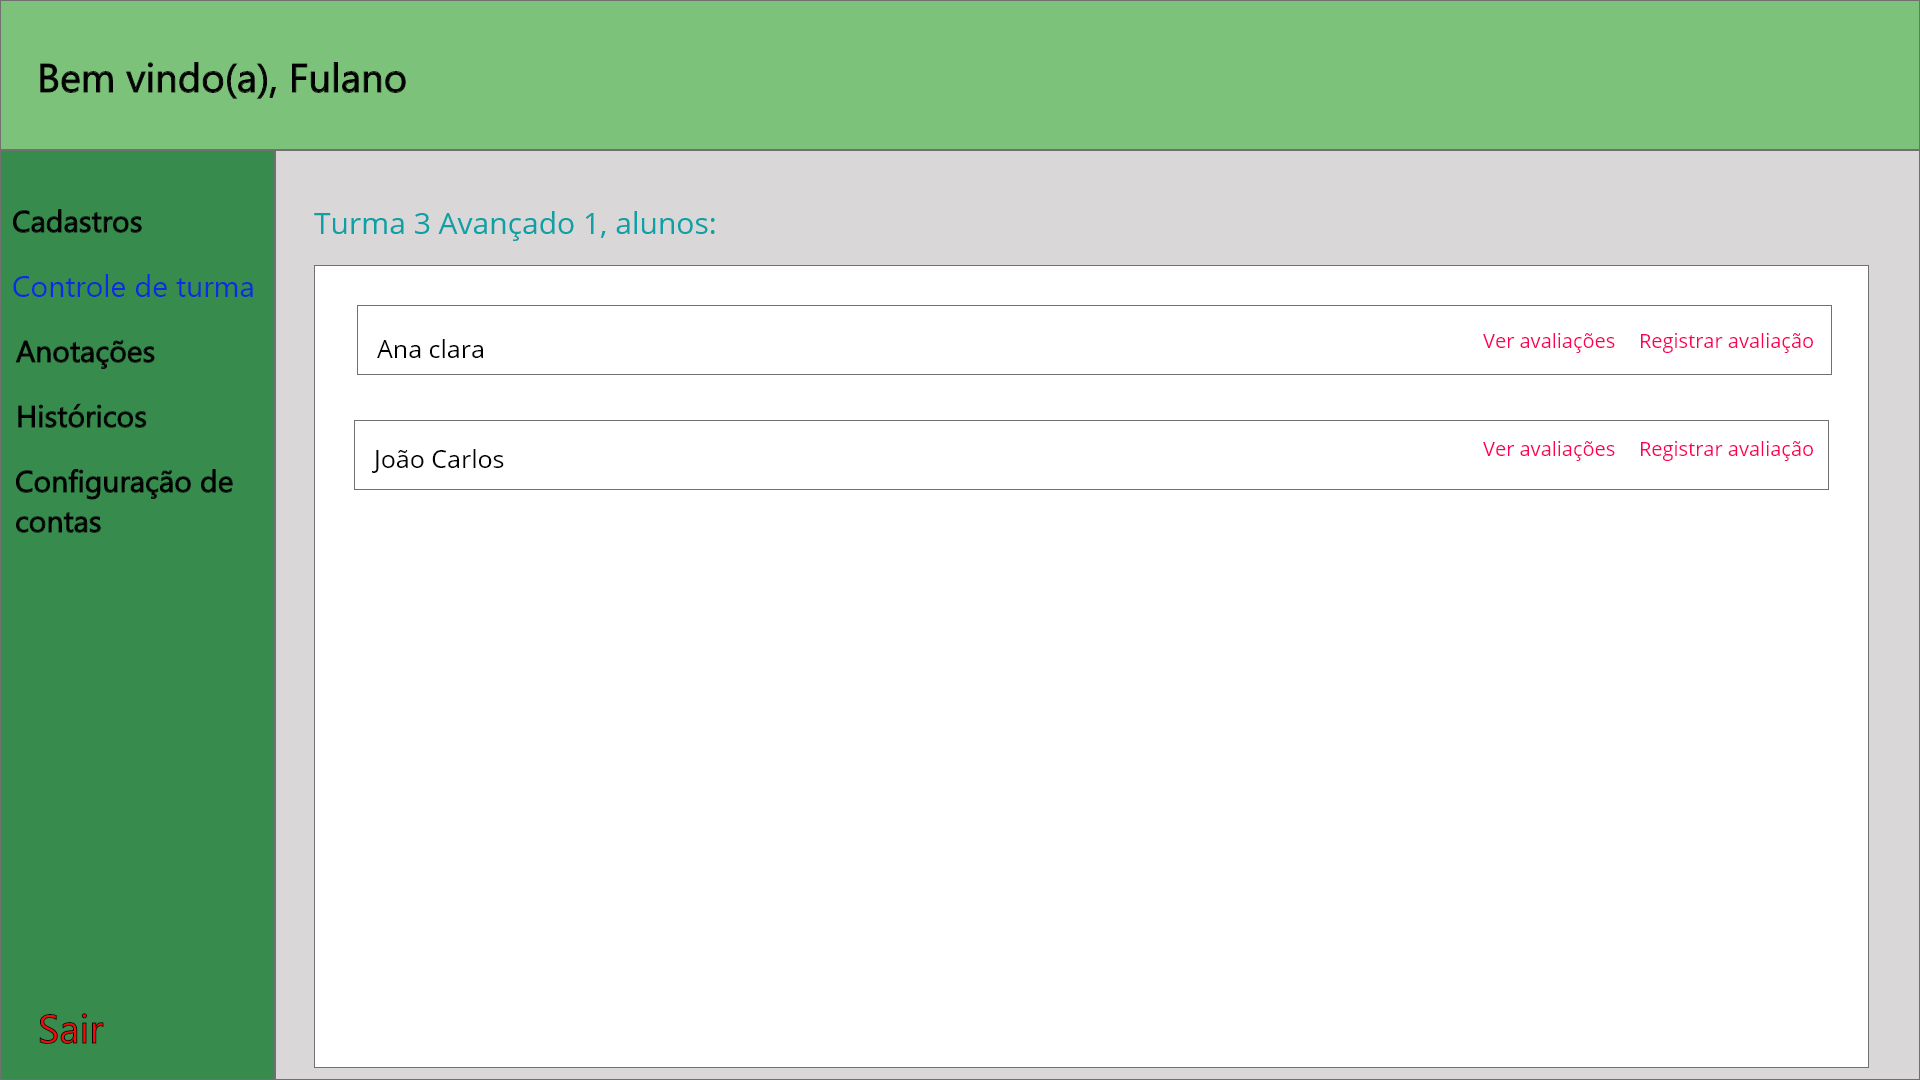 Bem vindo(a), Fulano
Cadastros
Controle de turma
Anotações
Históricos
Configuração de
contas
Sair
Turma 3 Avançado 1, alunos:
Ana clara
Ver avaliações
Registrar avaliação
João Carlos
Ver avaliações
Registrar avaliação